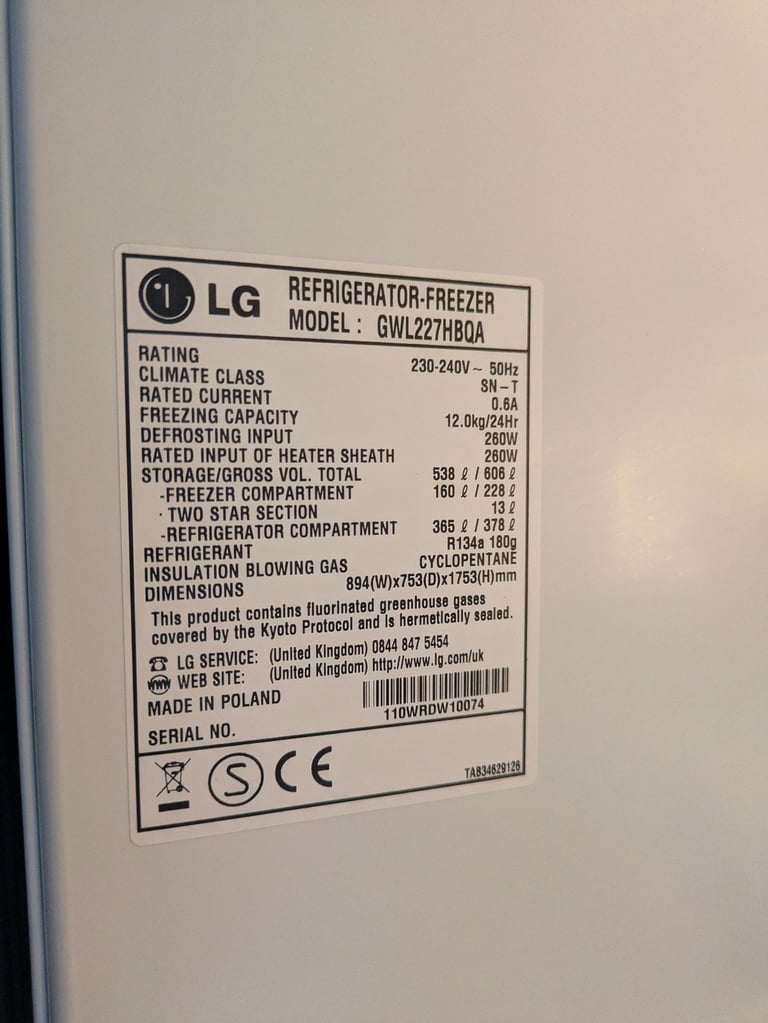 LG REFRIGERATOR-FREEZER
MODEL : GWL227HBQA
RATING 230-240V~ 50Hz
CLIMATE CLASS SN-T
RATED CURRENT 0.6A
FREEZING CAPACITY 12.0kg/24Hr
DEFROSTING INPUT 260W
RATED INPUT OF HEATER SHEATH 260W
STORAGE/GROSS VOL. TOTAL 538 ℓ / 606 ℓ
-FREEZER COMPARTMENT 160 ℓ / 228 ℓ
· TWO STAR SECTION 13 ℓ
-REFRIGERATOR COMPARTMENT 365 ℓ / 378 ℓ
REFRIGERANT R134a 180g
INSULATION BLOWING GAS CYCLOPENTANE
DIMENSIONS 894(W)x753(D)x1753(H)mm
This product contains fluorinated greenhouse gases
covered by the Kyoto Protocol and is hermetically sealed.
LG SERVICE: (United Kingdom) 0844 847 5454
WWW WEB SITE: (United Kingdom) http://www.lg.com/uk
MADE IN POLAND
110WRDW10074
SERIAL NO.
S CE
TAB34629126